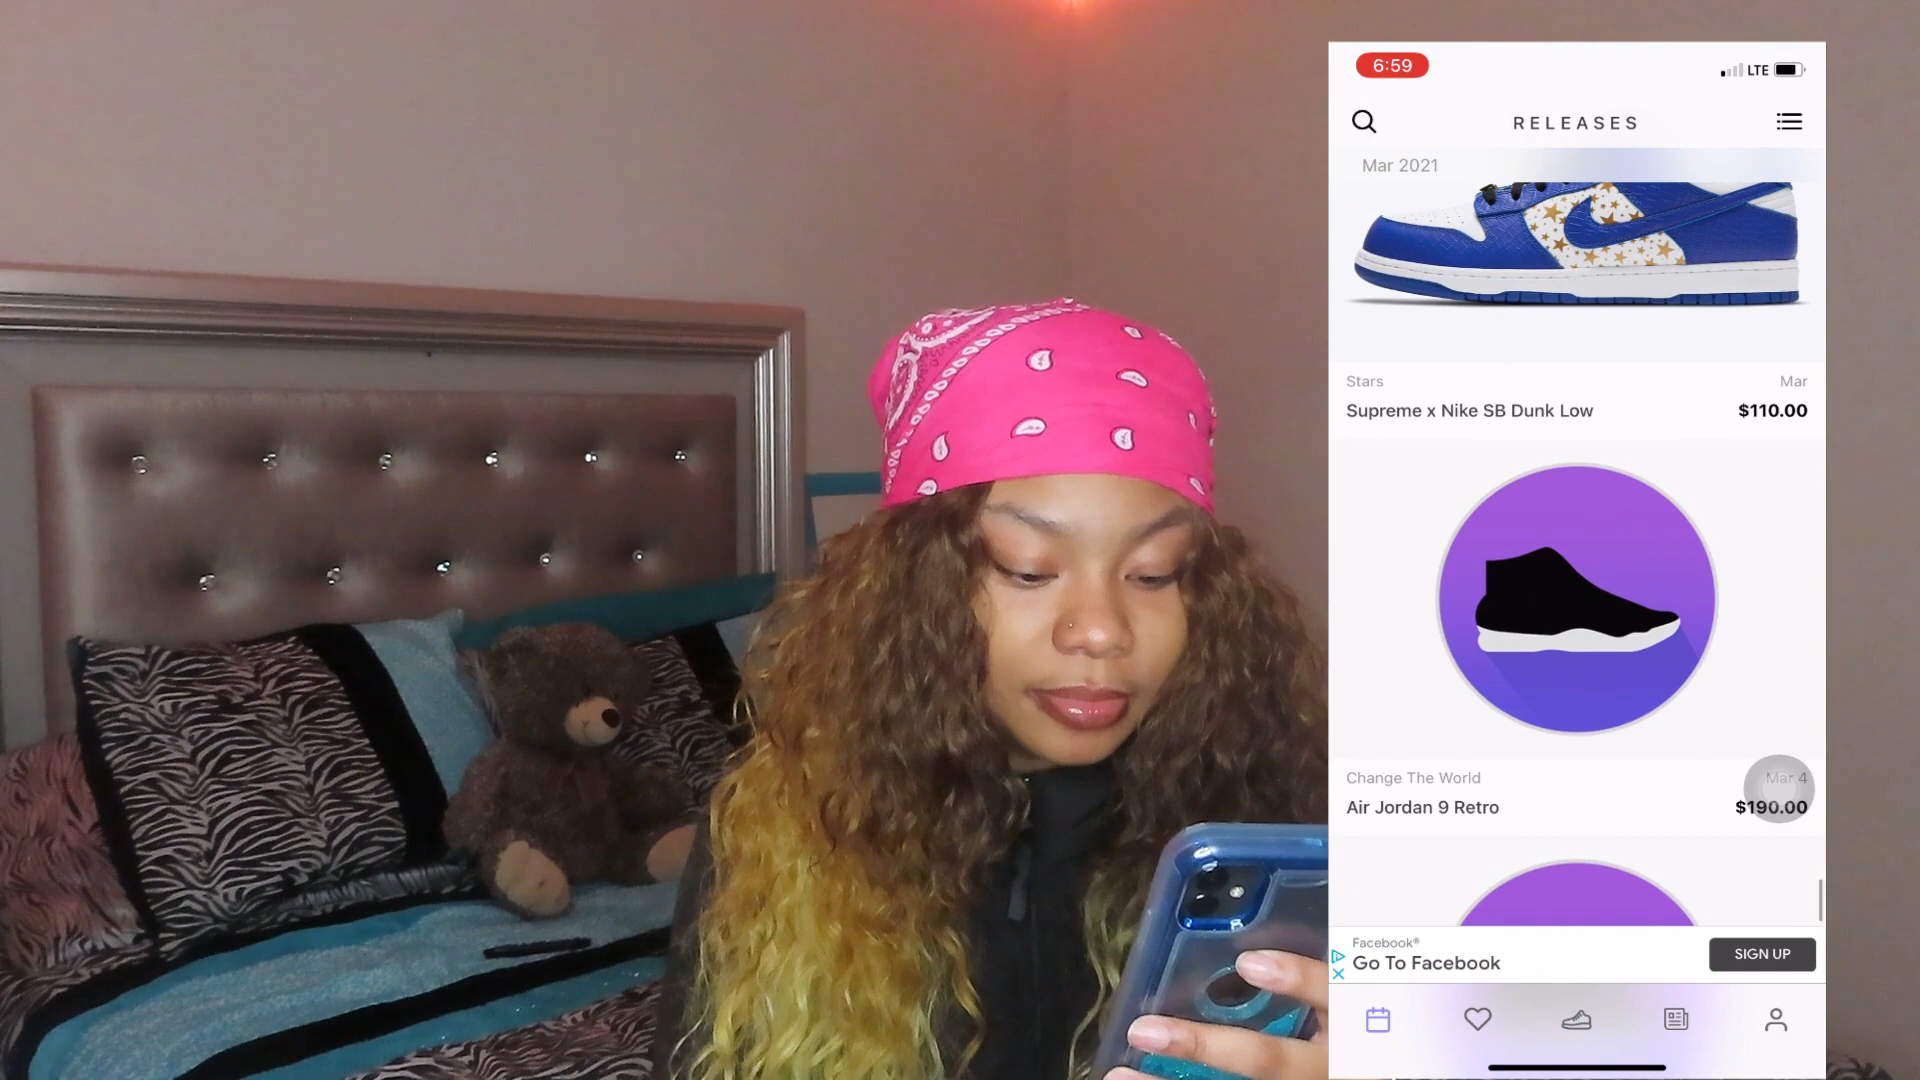 6:59
LTE
RELEASES
Mar 2021
Stars
Mar
Supreme x Nike SB Dunk Low
$110.00
Change The World
Mar 4
Air Jordan 9 Retro
$190.00
Facebook®
Go To Facebook
SIGN UP